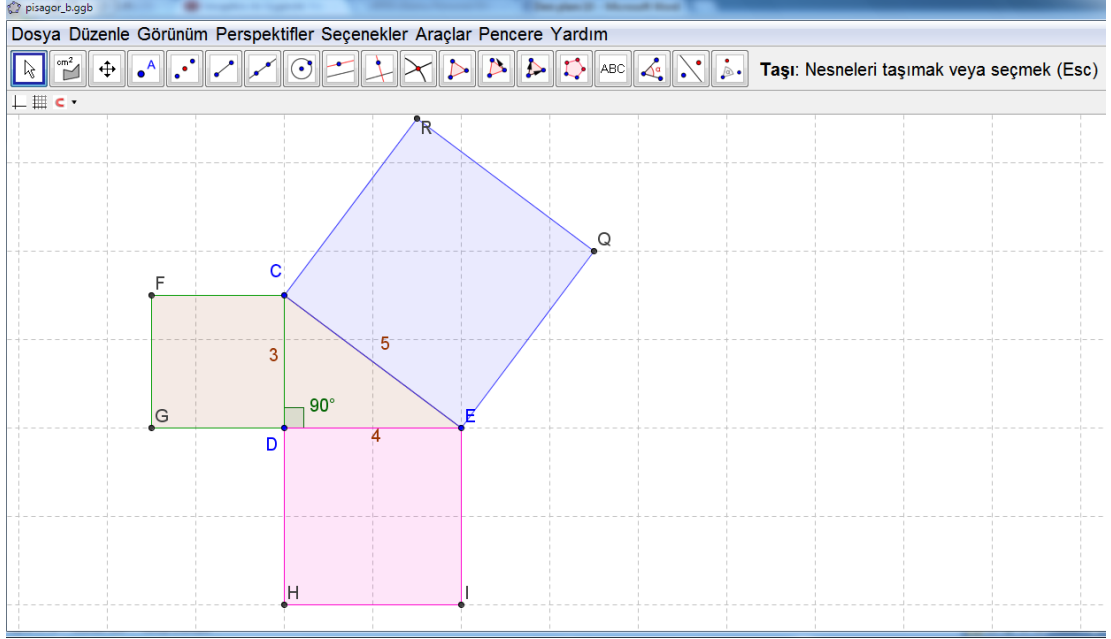 pisagor_b.ggb
Dosya Düzenle Görünüm Perspektifler Seçenekler Araçlar Pencere Yardım
cm² A ABC α a
Taşı: Nesneleri taşımak veya seçmek (Esc)
R
Q
C
F
5
3
90°
G
E
D
4
H
I